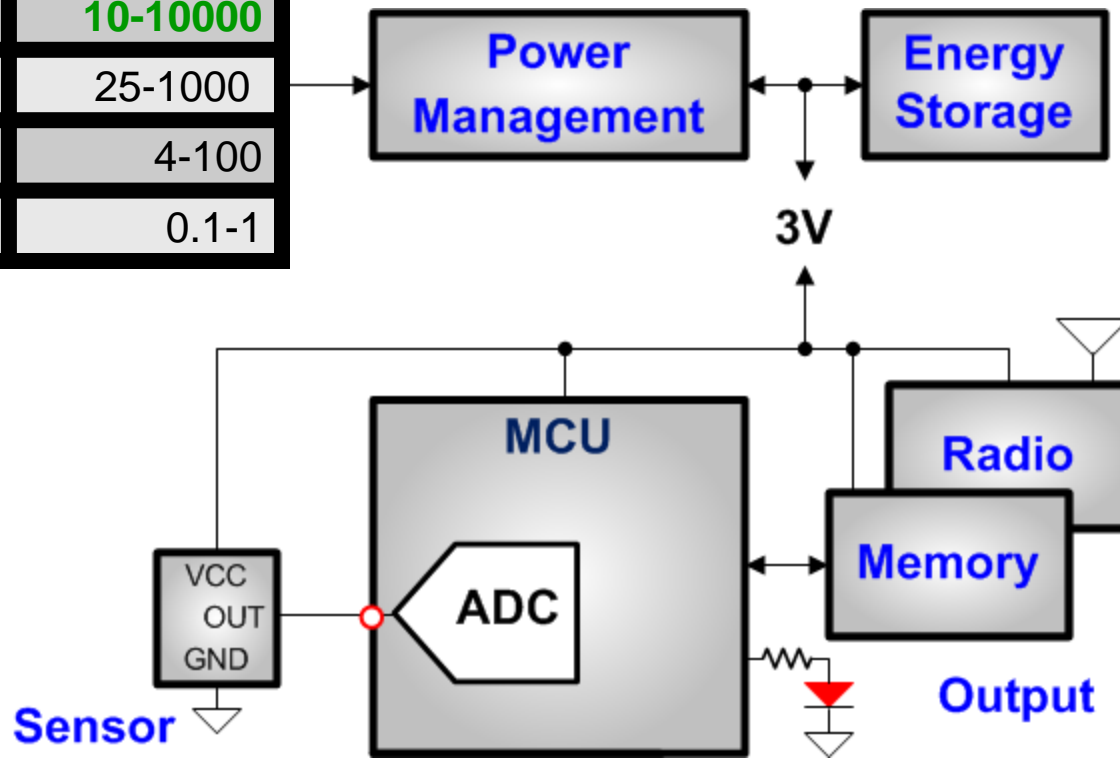 10-10000
25-1000
4-100
0.1-1
Power
Management
Energy
Storage
3V
MCU
Radio
Memory
ADC
VCC
OUT
GND
Sensor
Output